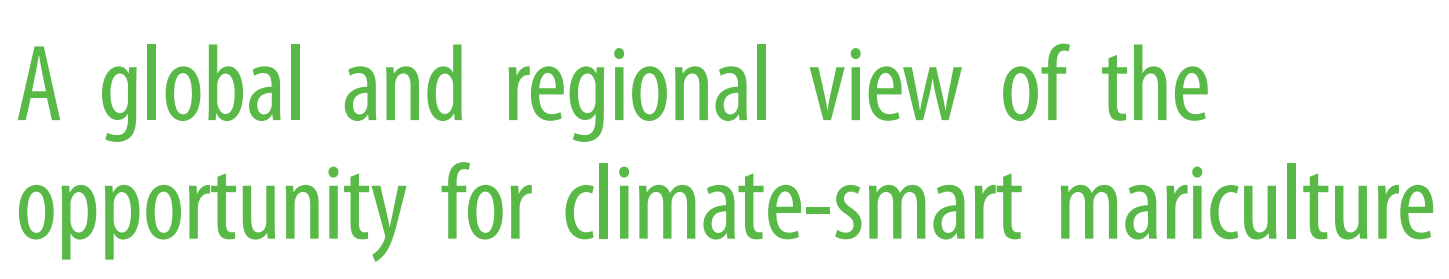 A global and regional view of the
opportunity for climate-smart mariculture